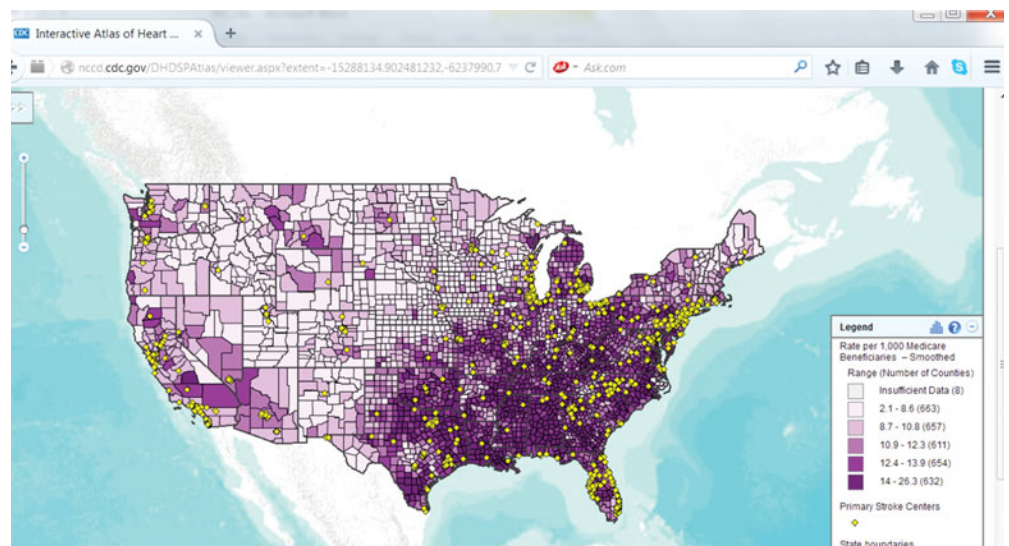 CDC Interactive Atlas of Heart ... × +
nccd.cdc.gov/DHDSPAtlas/viewer.aspx?extent=-15288134.902481232,-6237990.7
Ask - Ask.com
>>
Legend
Rate per 1,000 Medicare
Beneficiaries – Smoothed
Range (Number of Counties)
Insufficient Data (8)
2.1 - 8.6 (663)
8.7 - 10.8 (657)
10.9 - 12.3 (611)
12.4 - 13.9 (654)
14 - 26.3 (632)
Primary Stroke Centers
State boundaries